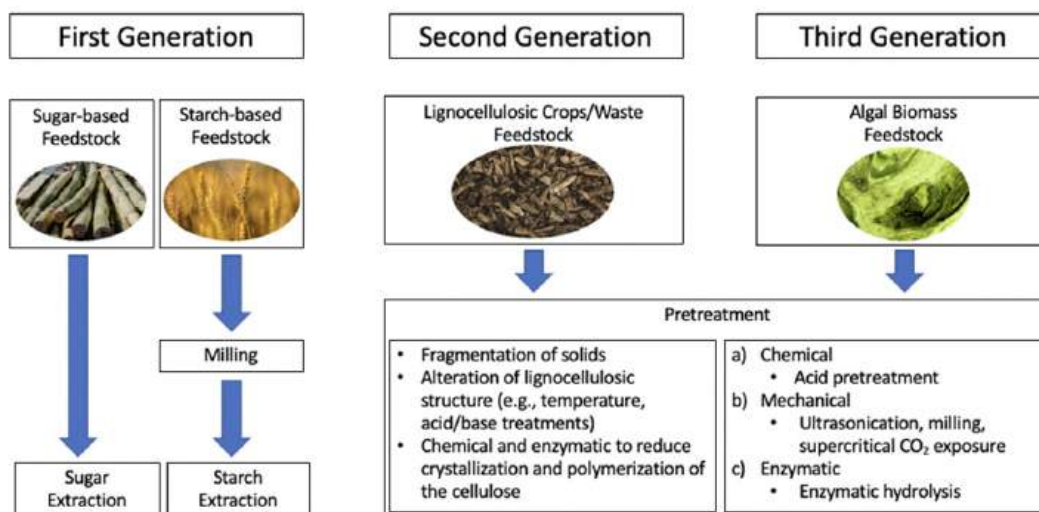 First Generation
Second Generation
Third Generation
Sugar-based
Feedstock
Starch-based
Feedstock
Lignocellulosic Crops/Waste
Feedstock
Algal Biomass
Feedstock
Milling
Sugar
Extraction
Starch
Extraction
Pretreatment
• Fragmentation of solids
• Alteration of lignocellulosic
structure (e.g., temperature,
acid/base treatments)
• Chemical and enzymatic to reduce
crystallization and polymerization of
the cellulose
a) Chemical
• Acid pretreatment
b) Mechanical
• Ultrasonication, milling,
supercritical CO₂ exposure
c) Enzymatic
• Enzymatic hydrolysis